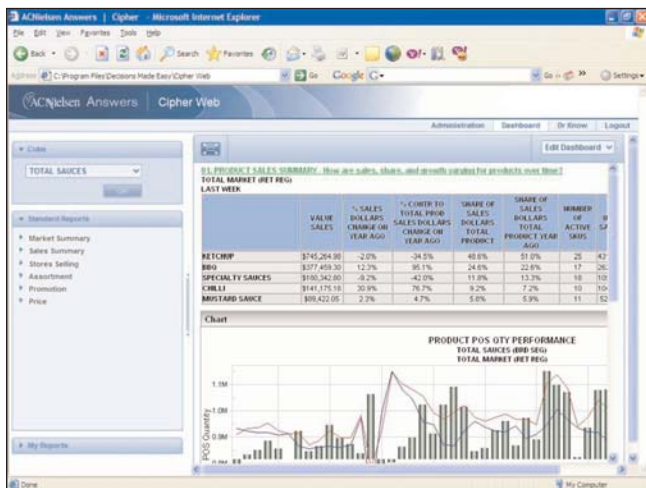 ACNielsen Answers | Cipher - Microsoft Internet Explorer
File Edit View Favorites Tools Help
Back Search Favorites
Address C:\Program Files\Decisions Made Easy\Cipher Web Go Google G Go Settings
ACNielsen Answers | Cipher Web
Administration Dashboard Dr Know Logout
Cube
TOTAL SAUCES
Standard Reports
Market Summary
Sales Summary
Stores Selling
Assortment
Promotion
Price
My Reports
Edit Dashboard
01. PRODUCT SALES SUMMARY - How are sales, share, and growth varying for products over time?
TOTAL MARKET (RET REG)
LAST WEEK
VALUE SALES % SALES DOLLARS CHANGE ON YEAR AGO % CONTR TO TOTAL PROD SALES DOLLARS CHANGE ON YEAR AGO SHARE OF SALES DOLLARS TOTAL PRODUCT SHARE OF SALES DOLLARS TOTAL PRODUCT YEAR AGO NUMBER OF ACTIVE SKUS
KETCHUP $745,264.98 -2.0% -34.5% 48.6% 51.0% 25
BBQ $377,459.30 12.3% 95.1% 24.6% 22.6% 17
SPECIALTY SAUCES $180,342.60 -9.2% -42.0% 11.8% 13.3% 18
CHILLI $141,175.18 30.9% 76.7% 9.2% 7.2% 10
MUSTARD SAUCE $89,422.05 2.3% 4.7% 5.8% 5.9% 11
Chart
PRODUCT POS QTY PERFORMANCE
TOTAL SAUCES (BRD SEG)
TOTAL MARKET (RET REG)
POS Quantity
1.1M
1.0M
0.9M
Done My Computer